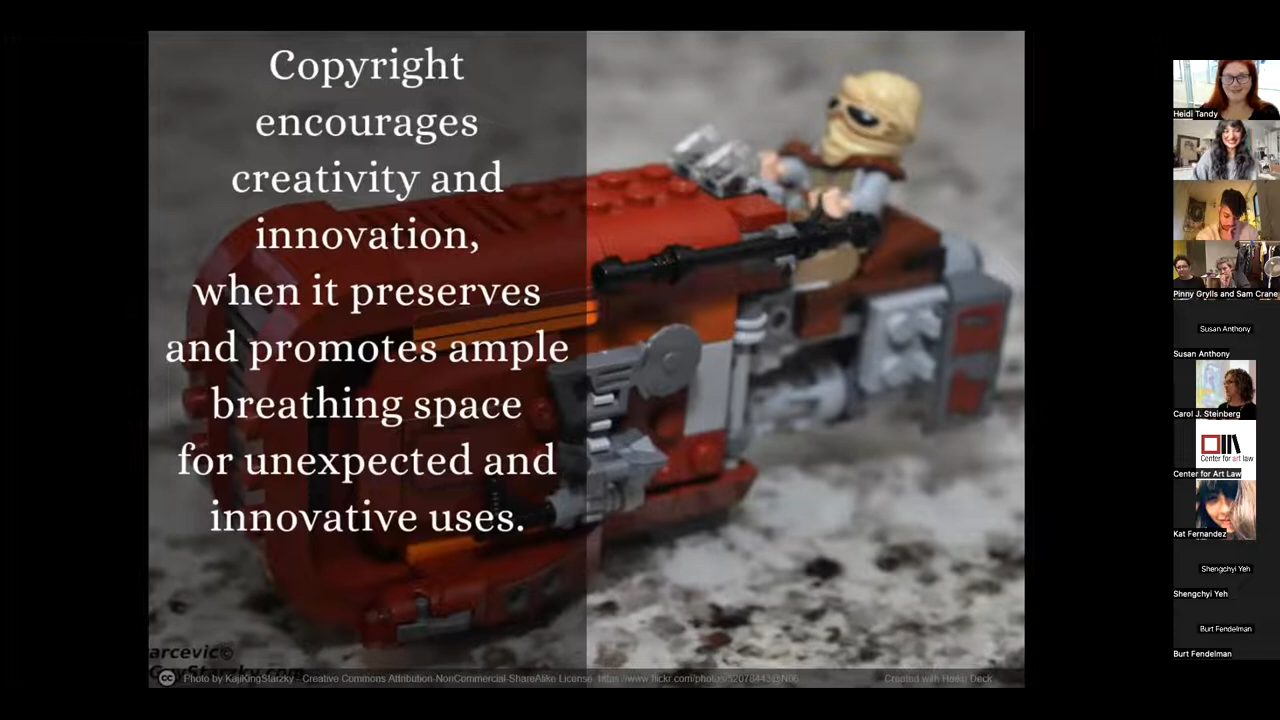 Copyright
encourages
creativity and
innovation,
when it preserves
and promotes ample
breathing space
for unexpected and
innovative uses.
arcevic©
Photo by KajiKingStarzky - Creative Commons Attribution-NonCommercial-ShareAlike License
Created with Haiku Deck
Heidi Tandy
Pinny Grylls and Sam Crane
Susan Anthony
Susan Anthony
Carol J. Steinberg
Center for art law
Center for Art Law
Kat Fernandez
Shengchyi Yeh
Shengchyi Yeh
Burt Fendelman
Burt Fendelman